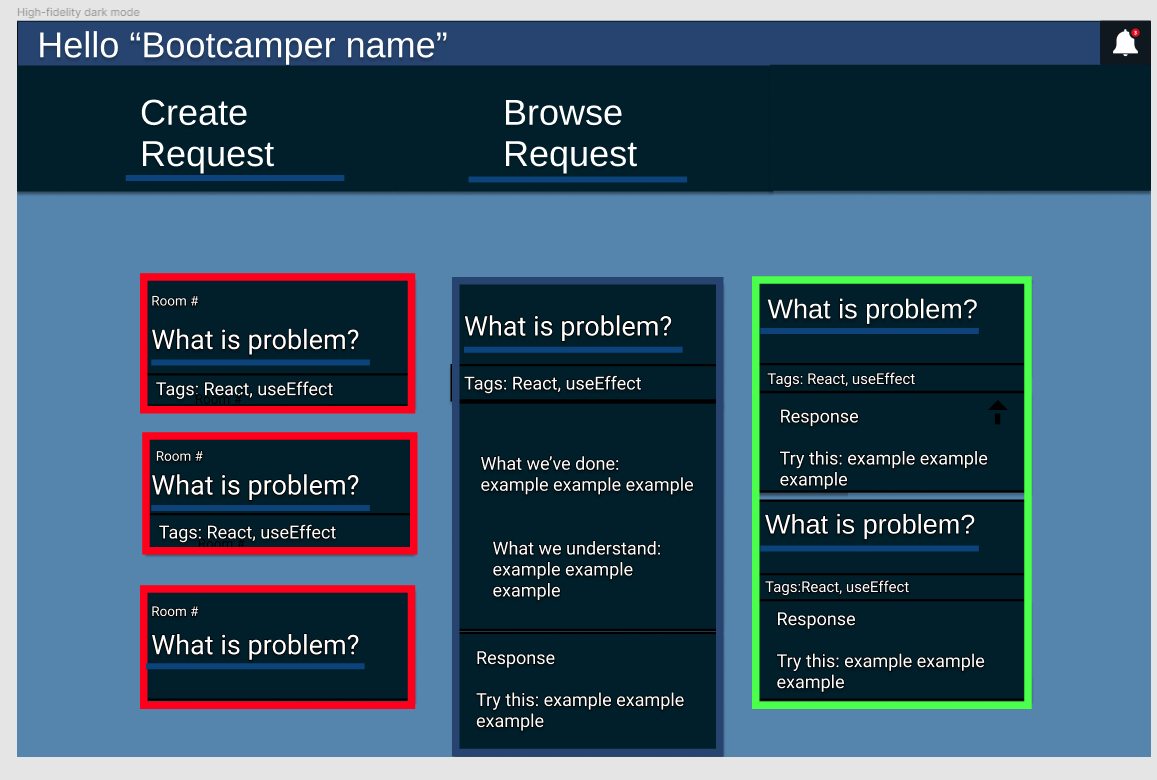 High-fidelity dark mode
Hello “Bootcamper name”
3
Create
Request
Browse
Request
Room #
What is problem?
Tags: React, useEffect
Room #
What is problem?
Tags: React, useEffect
Room #
What is problem?
What is problem?
Tags: React, useEffect
What we’ve done:
example example example
What we understand:
example example
example
Response
Try this: example example
example
What is problem?
Tags: React, useEffect
Response
Try this: example example
example
What is problem?
Tags:React, useEffect
Response
Try this: example example
example